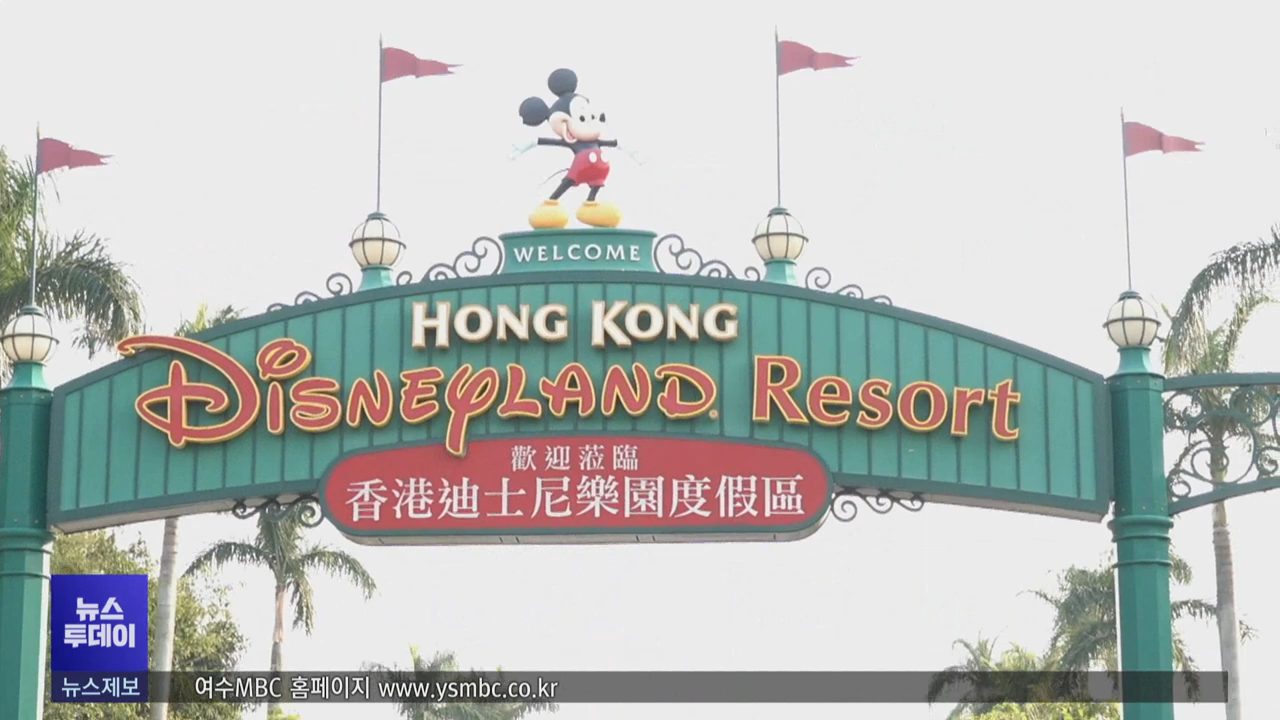 WELCOME
HONG KONG
DISNEYLAND Resort
歡迎蒞臨
香港迪士尼樂園度假區
뉴스
투데이
뉴스제보 여수MBC 홈페이지 www.ysmbc.co.kr